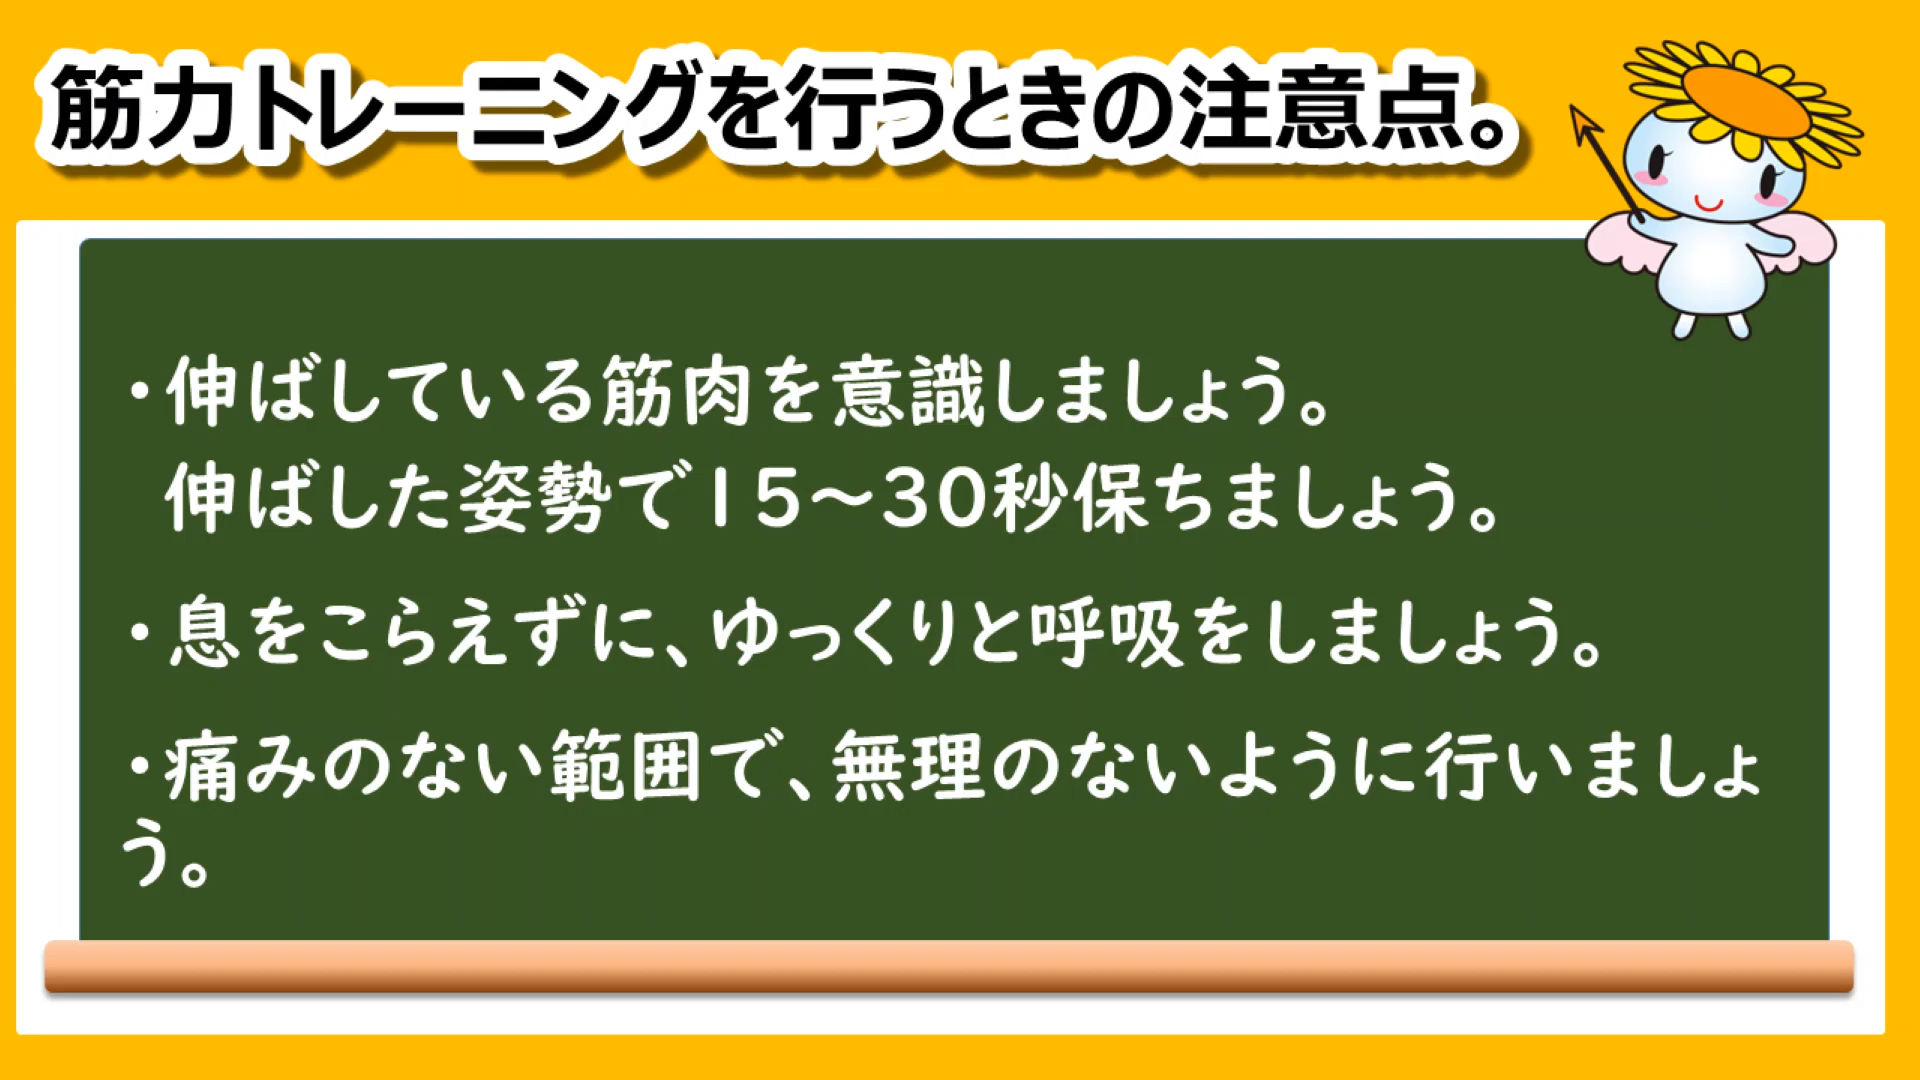 筋力トレーニングを行うときの注意点。
・伸ばしている筋肉を意識しましょう。
伸ばした姿勢で15～30秒保ちましょう。
・息をこらえずに、ゆっくりと呼吸をしましょう。
・痛みのない範囲で、無理のないように行いましょ
う。